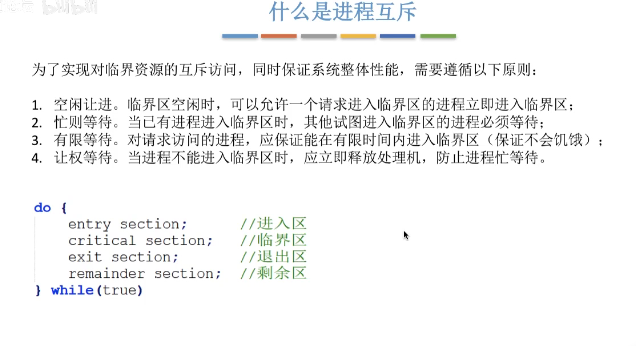 什么是进程互斥
为了实现对临界资源的互斥访问，同时保证系统整体性能，需要遵循以下原则：
1. 空闲让进。临界区空闲时，可以允许一个请求进入临界区的进程立即进入临界区；
2. 忙则等待。当已有进程进入临界区时，其他试图进入临界区的进程必须等待；
3. 有限等待。对请求访问的进程，应保证能在有限时间内进入临界区（保证不会饥饿）；
4. 让权等待。当进程不能进入临界区时，应立即释放处理机，防止进程忙等待。
do {
entry section; //进入区
critical section; //临界区
exit section; //退出区
remainder section; //剩余区
} while(true)